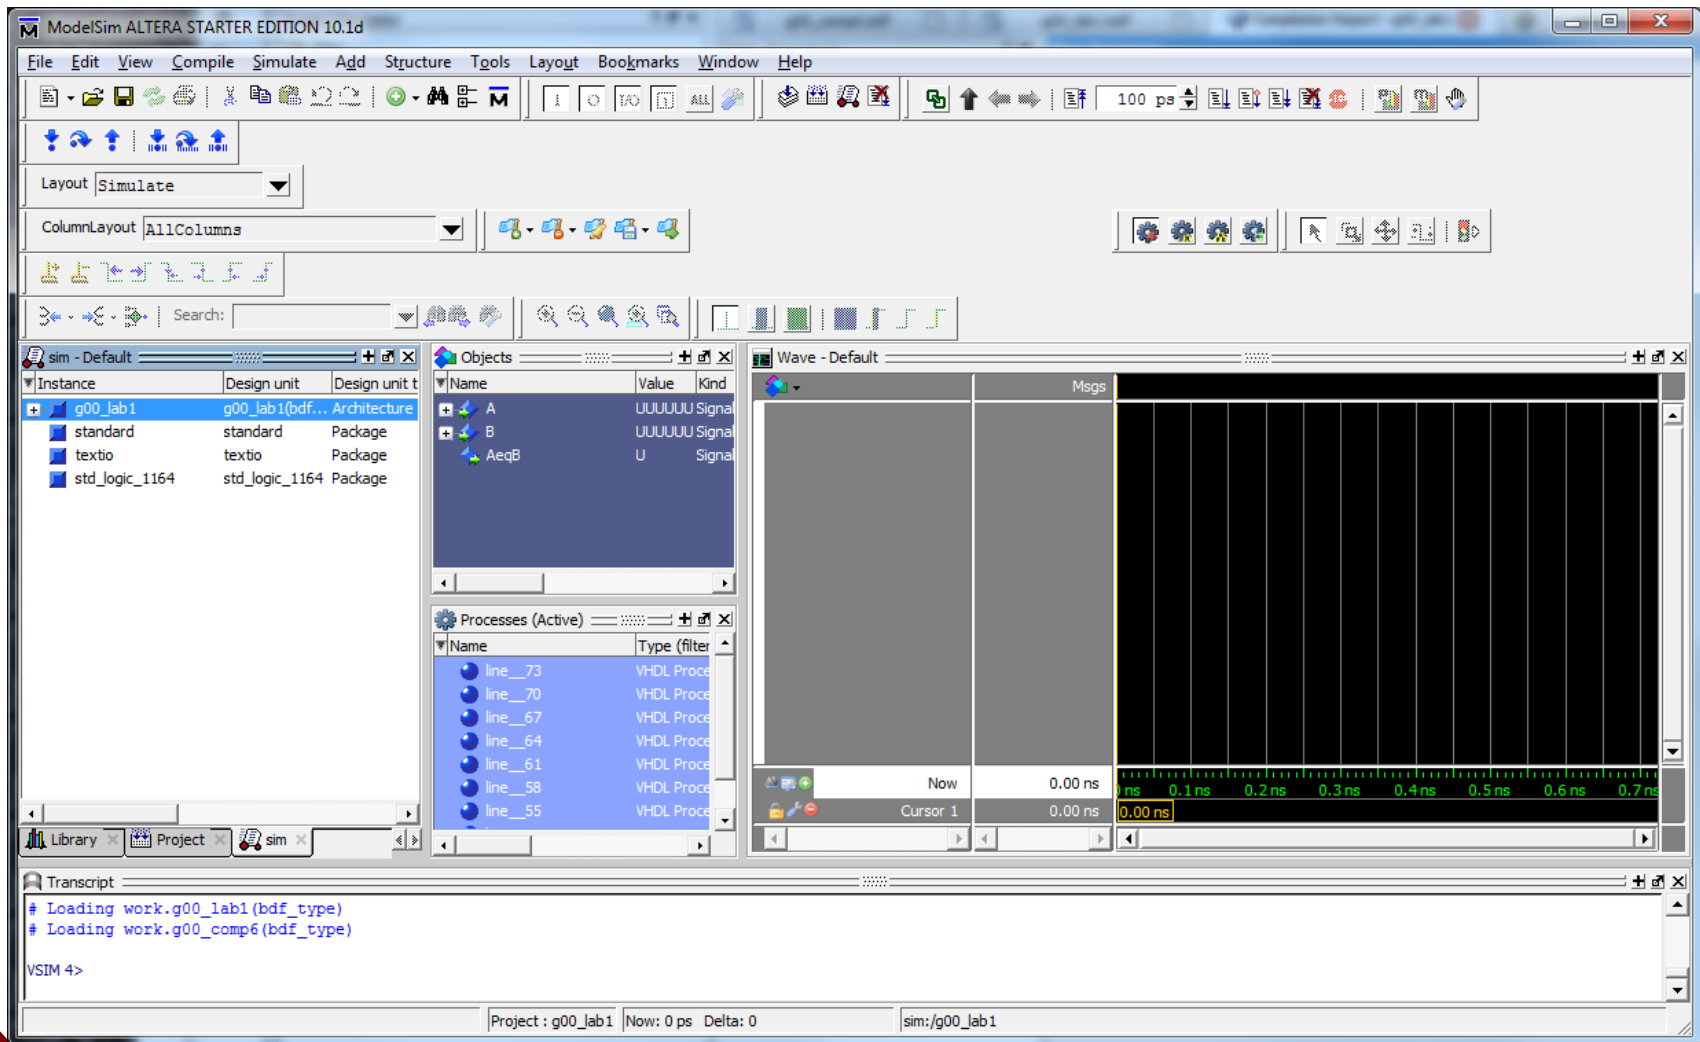 ModelSim ALTERA STARTER EDITION 10.1d
File Edit View Compile Simulate Add Structure Tools Layout Bookmarks Window Help
100 ps
Layout Simulate
ColumnLayout AllColumns
Search:
sim - Default
Instance Design unit Design unit t
g00_lab1 g00_lab1(bdf... Architecture
standard standard Package
textio textio Package
std_logic_1164 std_logic_1164 Package
Library Project sim
Objects
Name Value Kind
A UUUUUU Signal
B UUUUUU Signal
AeqB U Signal
Processes (Active)
Name Type (filter
line__73 VHDL Proce
line__70 VHDL Proce
line__67 VHDL Proce
line__64 VHDL Proce
line__61 VHDL Proce
line__58 VHDL Proce
line__55 VHDL Proce
Wave - Default
Msgs
Now 0.00 ns
Cursor 1 0.00 ns
ns 0.1 ns 0.2 ns 0.3 ns 0.4 ns 0.5 ns 0.6 ns 0.7 ns
0.00 ns
Transcript
# Loading work.g00_lab1(bdf_type)
# Loading work.g00_comp6(bdf_type)
VSIM 4>
Project : g00_lab1 Now: 0 ps Delta: 0 sim:/g00_lab1